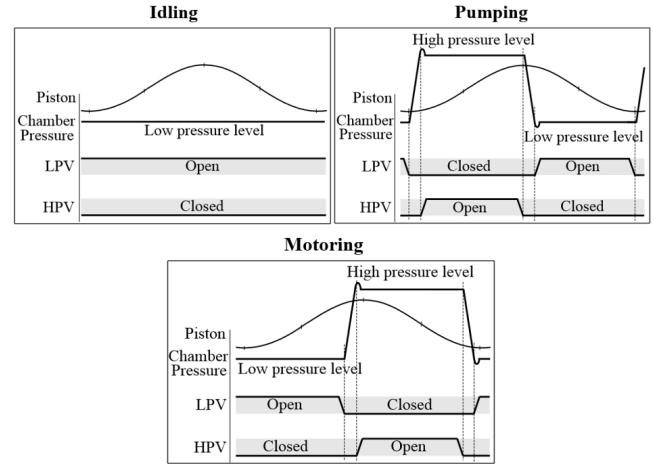 Idling
Piston
Chamber
Pressure
Low pressure level
LPV
Open
HPV
Closed
Pumping
High pressure level
Piston
Chamber
Pressure
Low pressure level
LPV
Closed
Open
HPV
Open
Closed
Motoring
High pressure level
Piston
Chamber
Pressure
Low pressure level
LPV
Open
Closed
HPV
Closed
Open